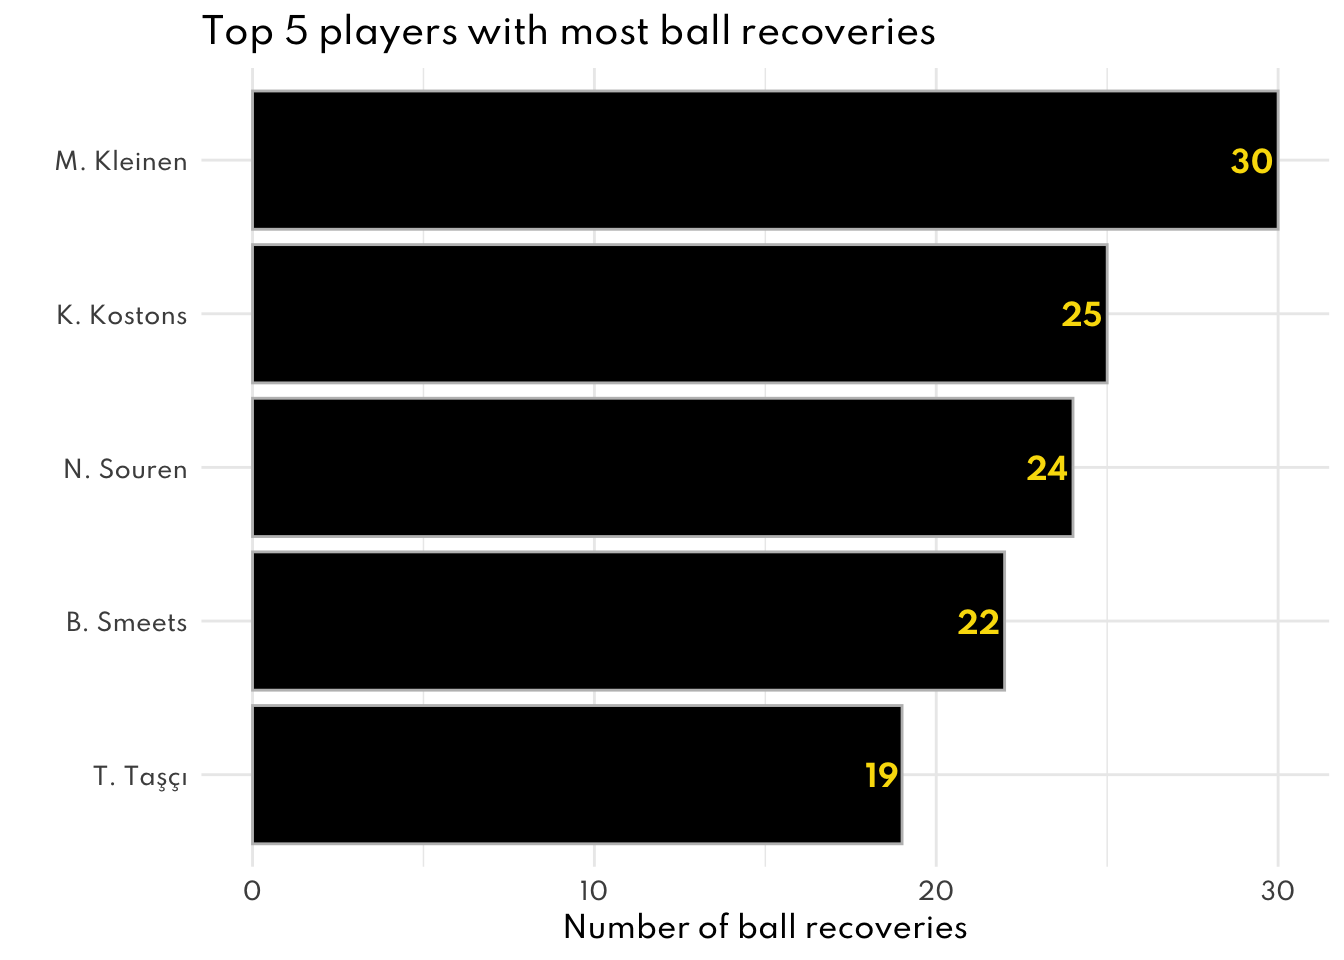 Top 5 players with most ball recoveries
M. Kleinen
30
K. Kostons
25
N. Souren
24
B. Smeets
22
T. Taşçı
19
0 10 20 30
Number of ball recoveries